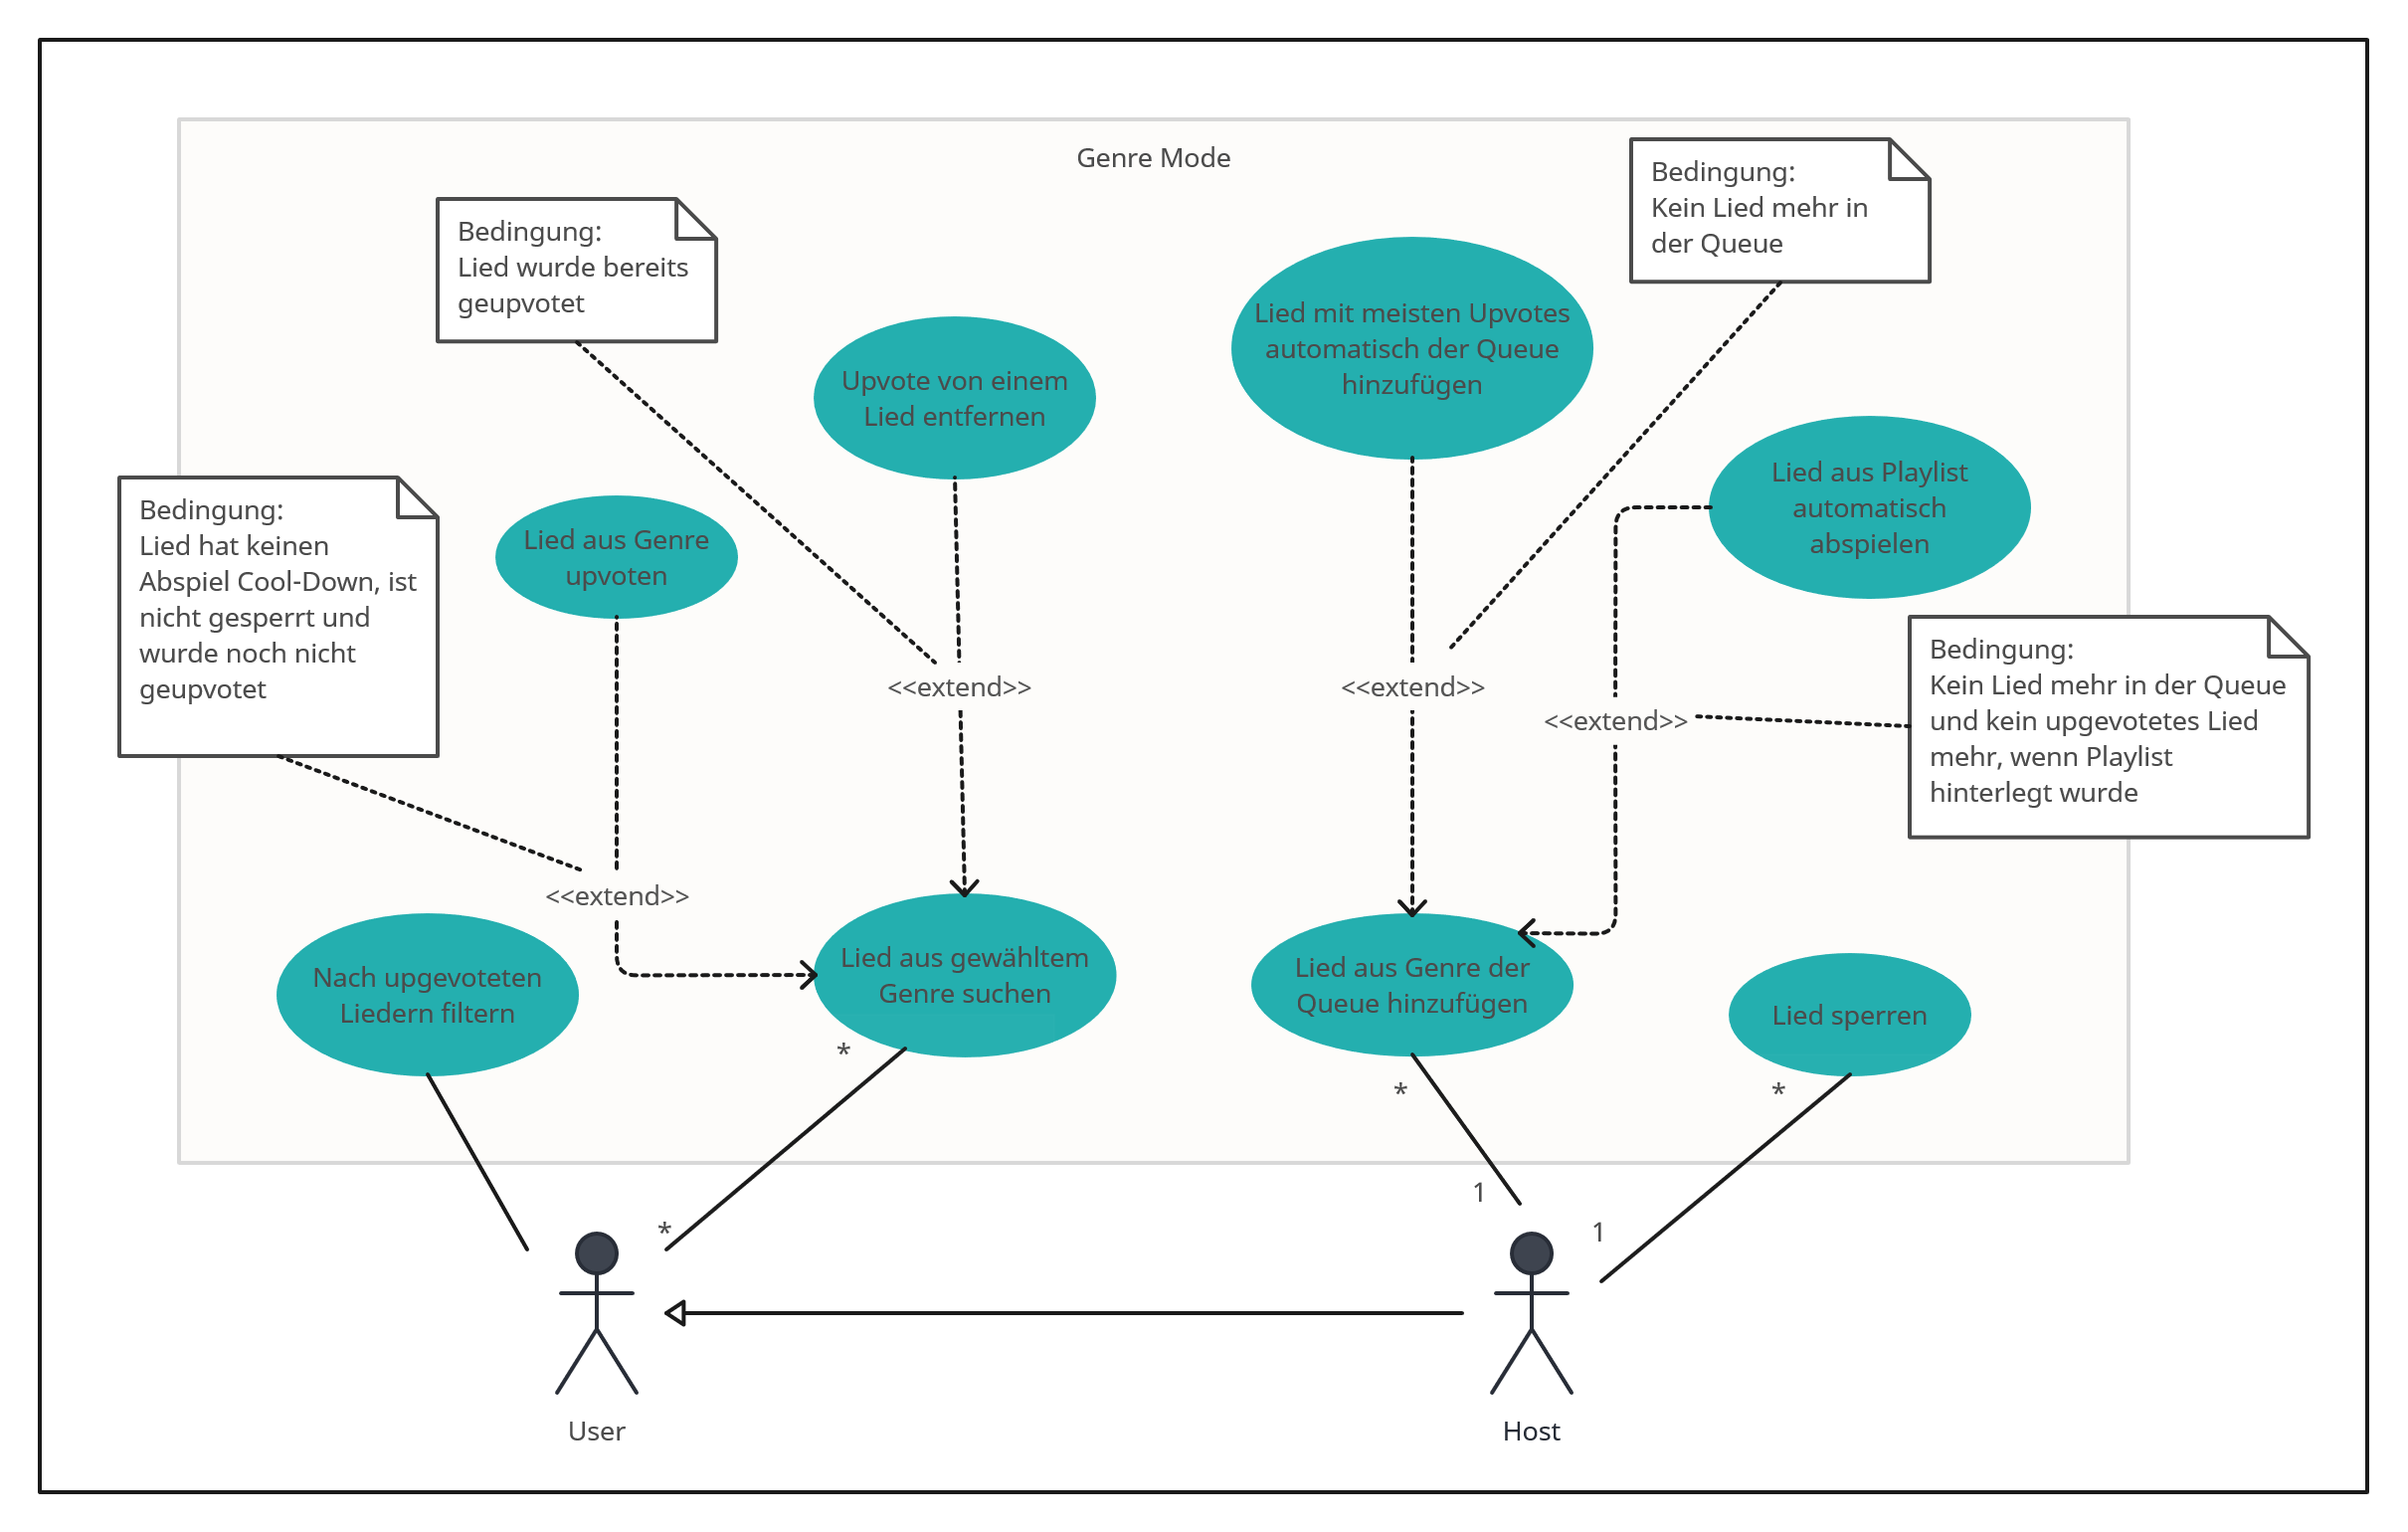 Genre Mode
Bedingung:
Kein Lied mehr in
der Queue
Bedingung:
Lied wurde bereits
geupvotet
Lied mit meisten Upvotes
automatisch der Queue
hinzufügen
Upvote von einem
Lied entfernen
Lied aus Playlist
automatisch
abspielen
Bedingung:
Lied hat keinen
Abspiel Cool-Down, ist
nicht gesperrt und
wurde noch nicht
geupvotet
Lied aus Genre
upvoten
Bedingung:
Kein Lied mehr in der Queue
und kein upgevotetes Lied
mehr, wenn Playlist
hinterlegt wurde
<<extend>>
<<extend>>
<<extend>>
<<extend>>
Nach upgevoteten
Liedern filtern
Lied aus gewähltem
Genre suchen
Lied aus Genre der
Queue hinzufügen
Lied sperren
*
*
*
1
*
1
User
Host